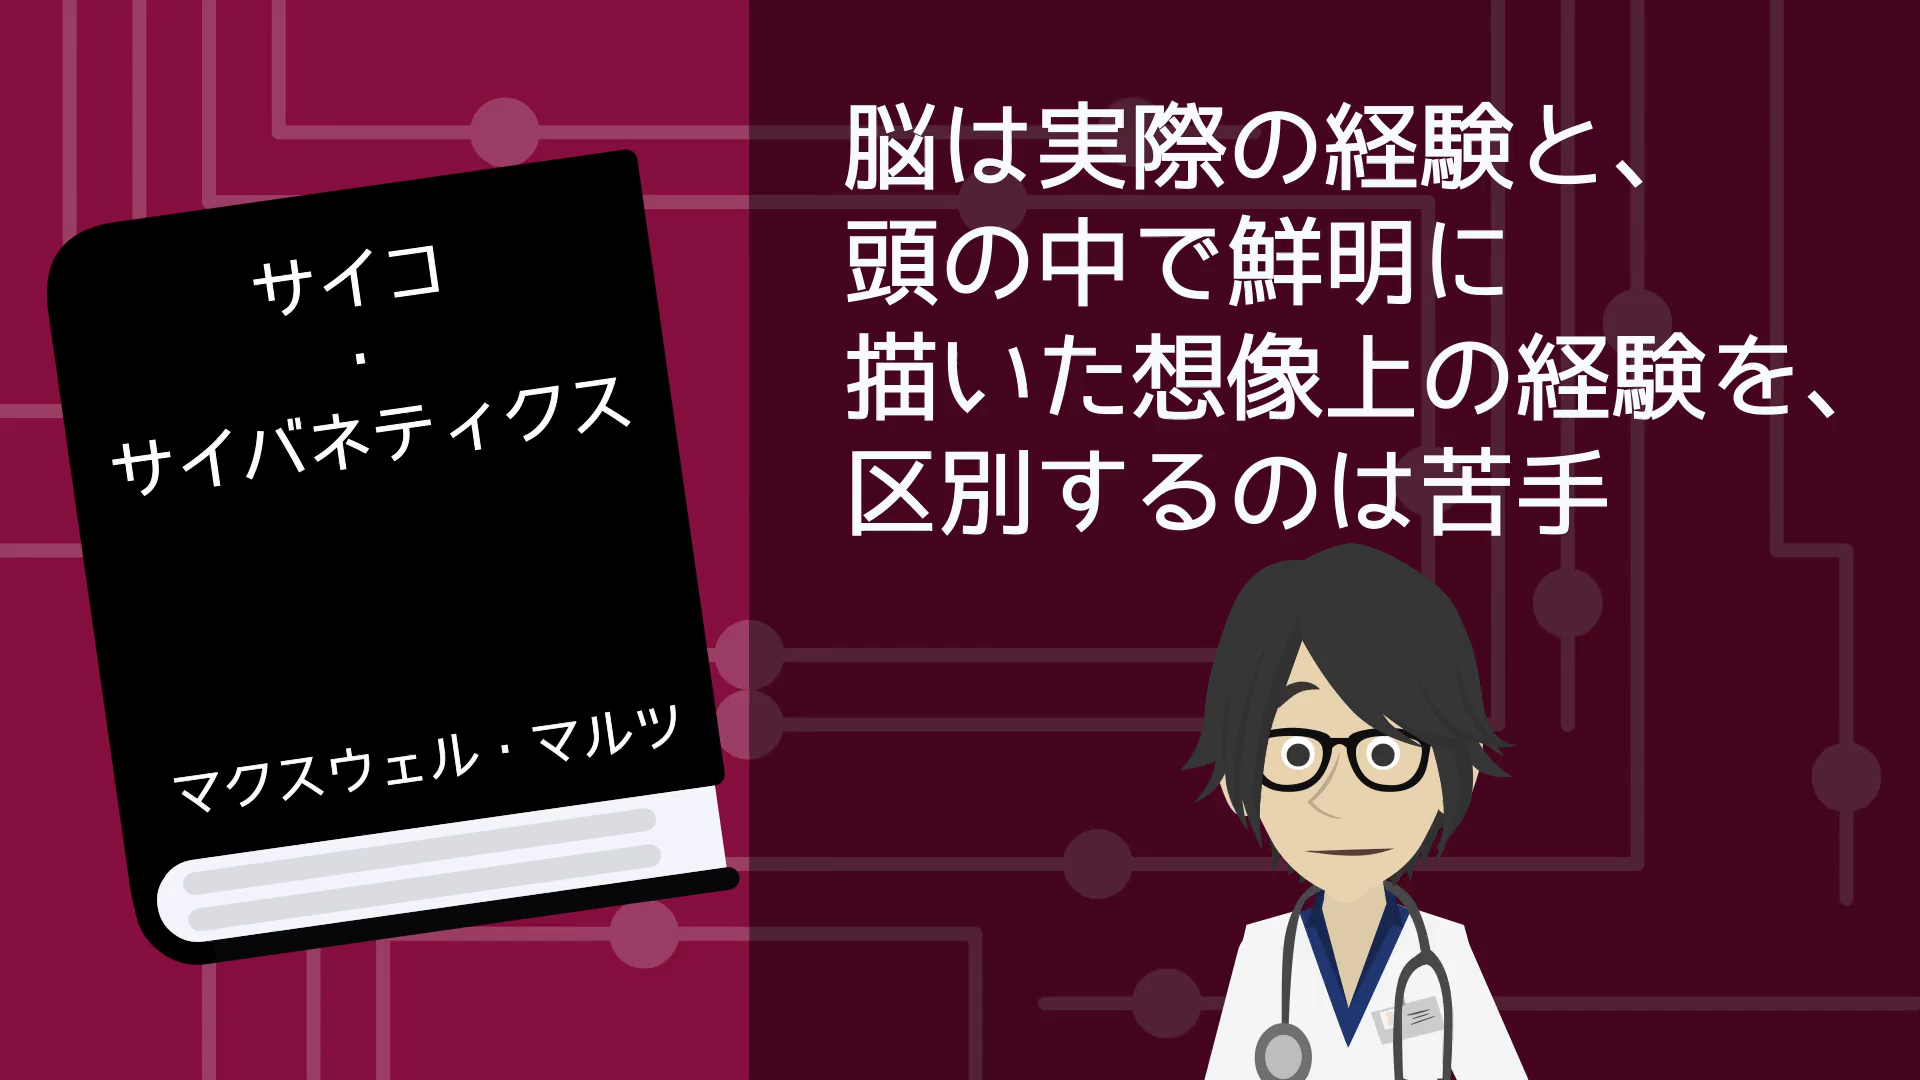 サイコ
・
サイバネティクス
マクスウェル・マルツ
脳は実際の経験と、
頭の中で鮮明に
描いた想像上の経験を、
区別するのは苦手